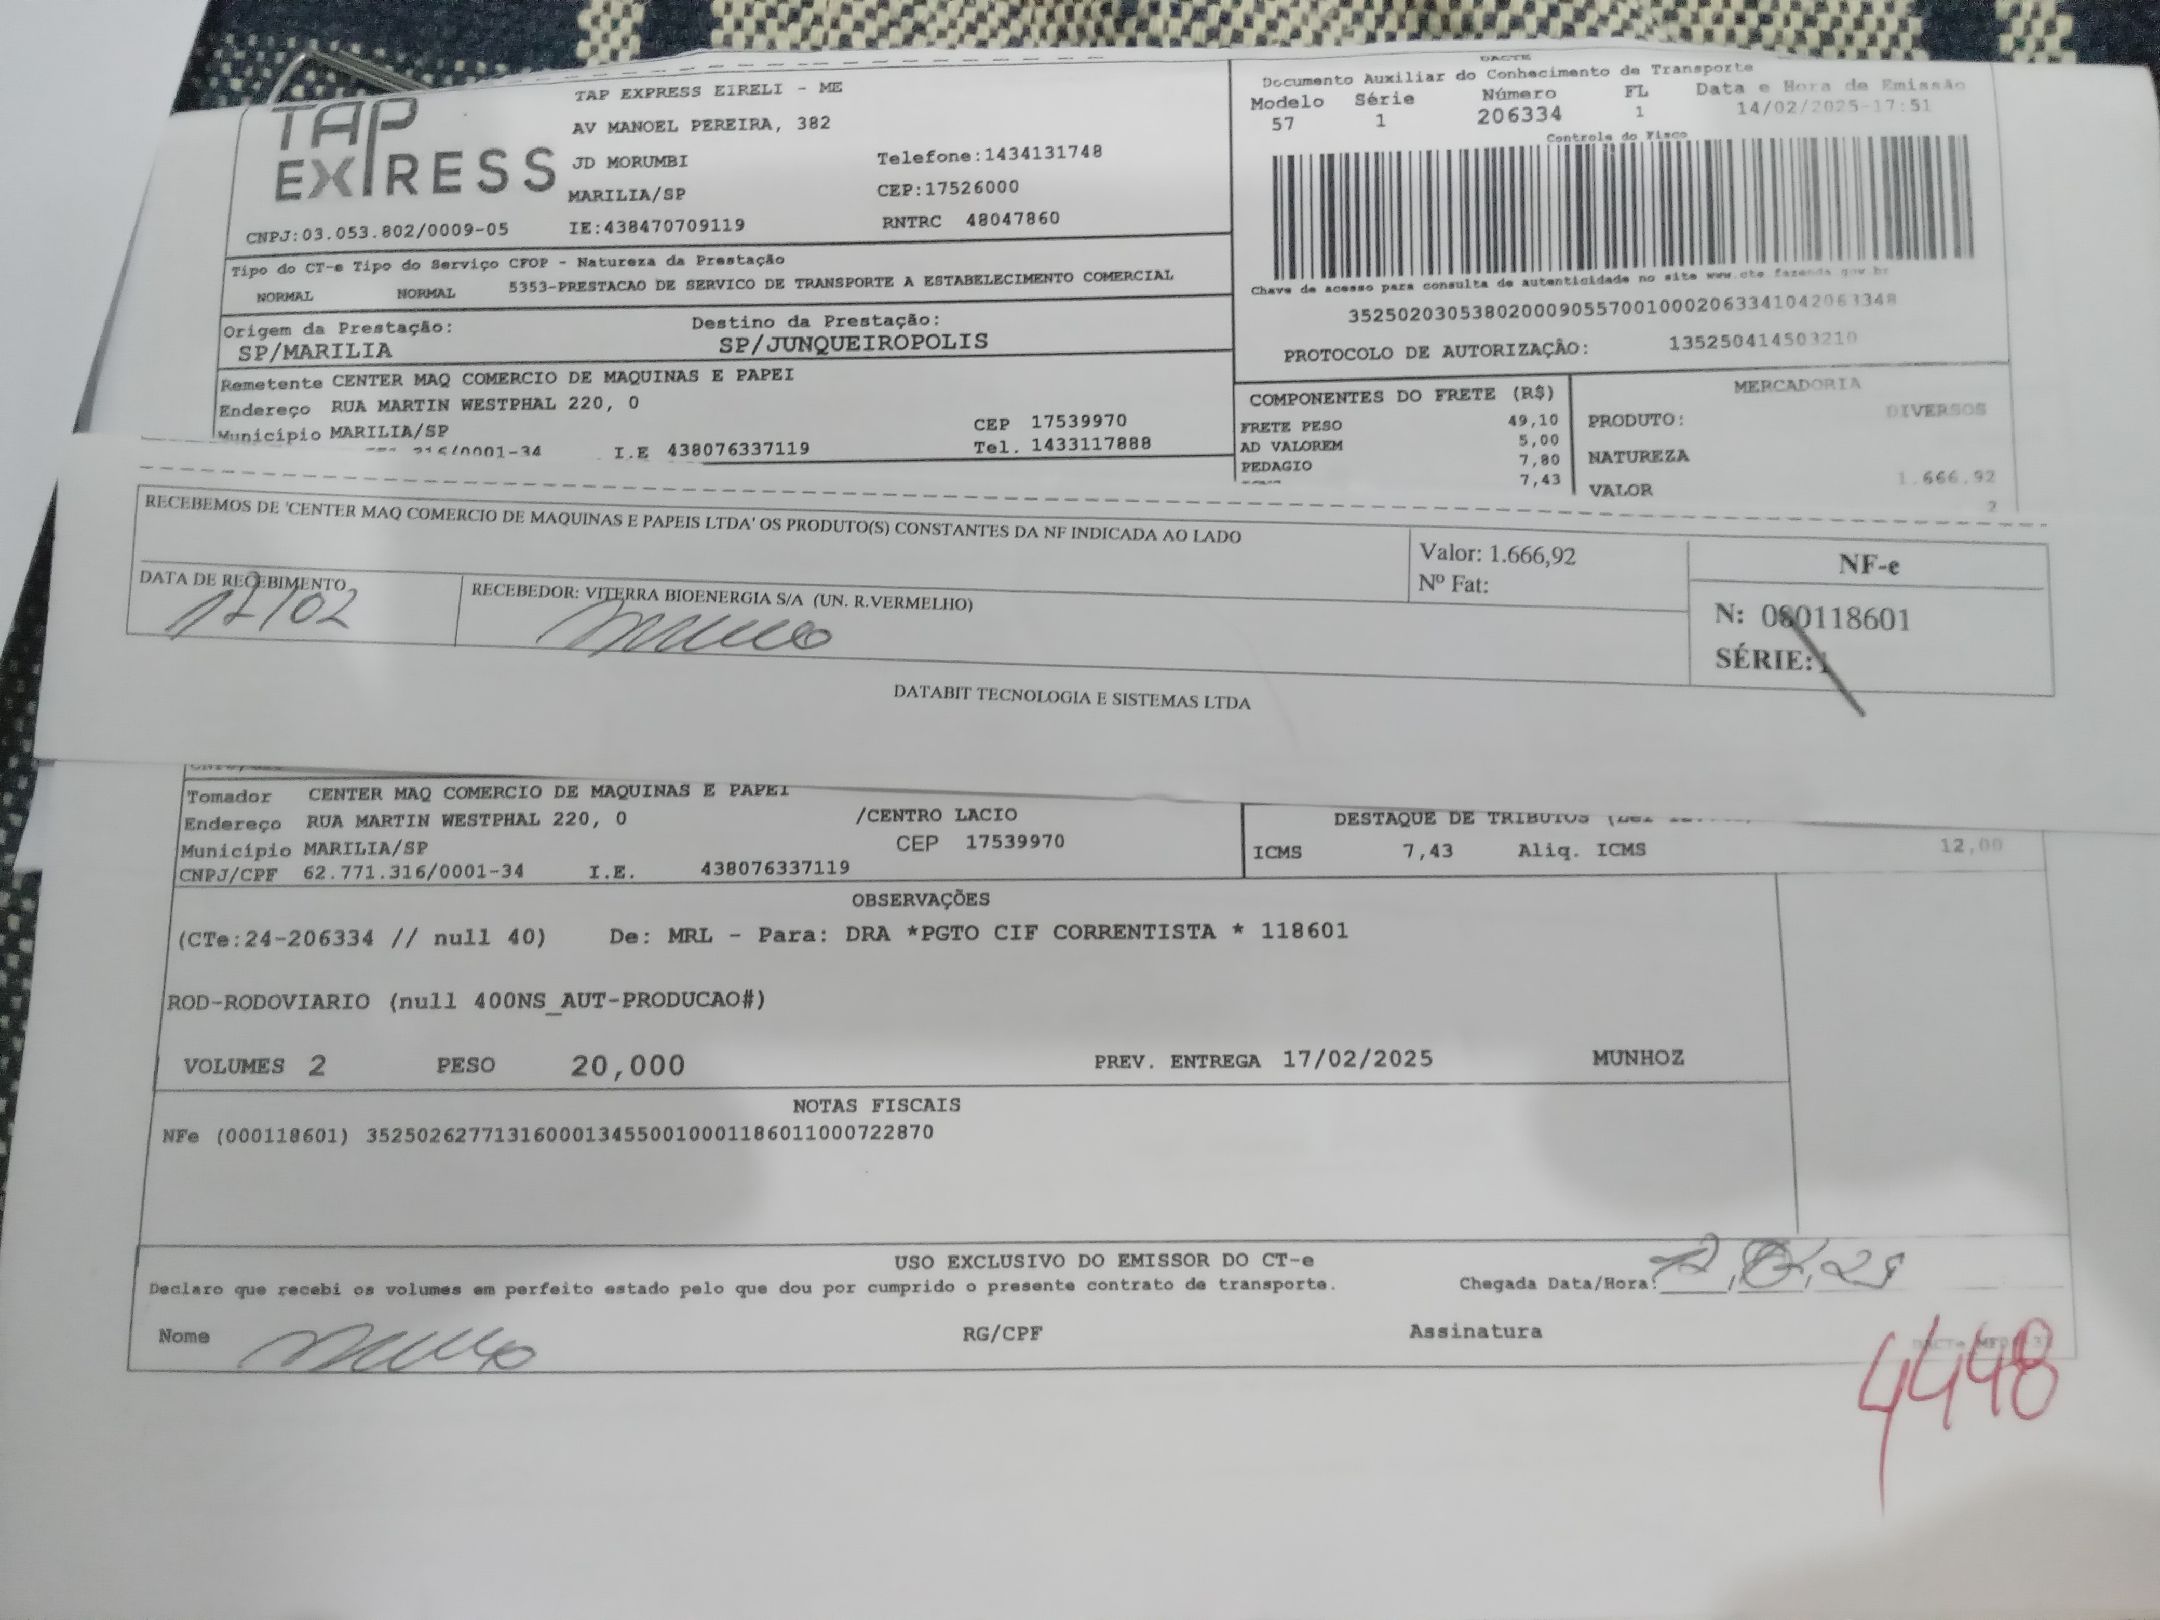 TAP EXPRESS
TAP EXPRESS EIRELI - ME
AV MANOEL PEREIRA, 382
JD MORUMBI
Telefone:1434131748
MARILIA/SP
CEP:17526000
CNPJ:03.053.802/0009-05
IE:438470709119
RNTRC 48047860
DACTE
Documento Auxiliar do Conhecimento de Transporte
Modelo Série Número FL Data e Hora de Emissão
57 1 206334 1 14/02/2025-17:51
Controle do Fisco
Chave de acesso para consulta de autenticidade no site www.cte fazenda gov br
35250203053802000905570010002063341042063348
PROTOCOLO DE AUTORIZAÇÃO: 135250414503210
Tipo do CT-e Tipo do Serviço CFOP - Natureza da Prestação
NORMAL NORMAL 5353-PRESTACAO DE SERVICO DE TRANSPORTE A ESTABELECIMENTO COMERCIAL
Origem da Prestação: Destino da Prestação:
SP/MARILIA SP/JUNQUEIROPOLIS
Remetente CENTER MAQ COMERCIO DE MAQUINAS E PAPEI
Endereço RUA MARTIN WESTPHAL 220, 0
Município MARILIA/SP CEP 17539970
/0001-34 I.E 438076337119 Tel. 1433117888
COMPONENTES DO FRETE (R$)
FRETE PESO 49,10
AD VALOREM 5,00
PEDAGIO 7,80
7,43
MERCADORIA
PRODUTO: DIVERSOS
NATUREZA
VALOR 1.666,92
2
RECEBEMOS DE 'CENTER MAQ COMERCIO DE MAQUINAS E PAPEIS LTDA' OS PRODUTO(S) CONSTANTES DA NF INDICADA AO LADO
Valor: 1.666,92
Nº Fat:
NF-e
N: 000118601
SÉRIE:1
DATA DE RECEBIMENTO
17/02
RECEBEDOR: VITERRA BIOENERGIA S/A (UN. R.VERMELHO)
DATABIT TECNOLOGIA E SISTEMAS LTDA
Tomador CENTER MAQ COMERCIO DE MAQUINAS E PAPEI
Endereço RUA MARTIN WESTPHAL 220, 0 /CENTRO LACIO
Município MARILIA/SP CEP 17539970
CNPJ/CPF 62.771.316/0001-34 I.E. 438076337119
DESTAQUE DE TRIBUTOS
ICMS 7,43 Aliq. ICMS 12,00
OBSERVAÇÕES
(CTe:24-206334 // null 40) De: MRL - Para: DRA *PGTO CIF CORRENTISTA * 118601
ROD-RODOVIARIO (null 400NS_AUT-PRODUCAO#)
VOLUMES 2 PESO 20,000 PREV. ENTREGA 17/02/2025 MUNHOZ
NOTAS FISCAIS
NFe (000118601) 35250262771316000134550010001186011000722870
USO EXCLUSIVO DO EMISSOR DO CT-e
Declaro que recebi os volumes em perfeito estado pelo que dou por cumprido o presente contrato de transporte. Chegada Data/Hora:
Nome RG/CPF Assinatura
4448